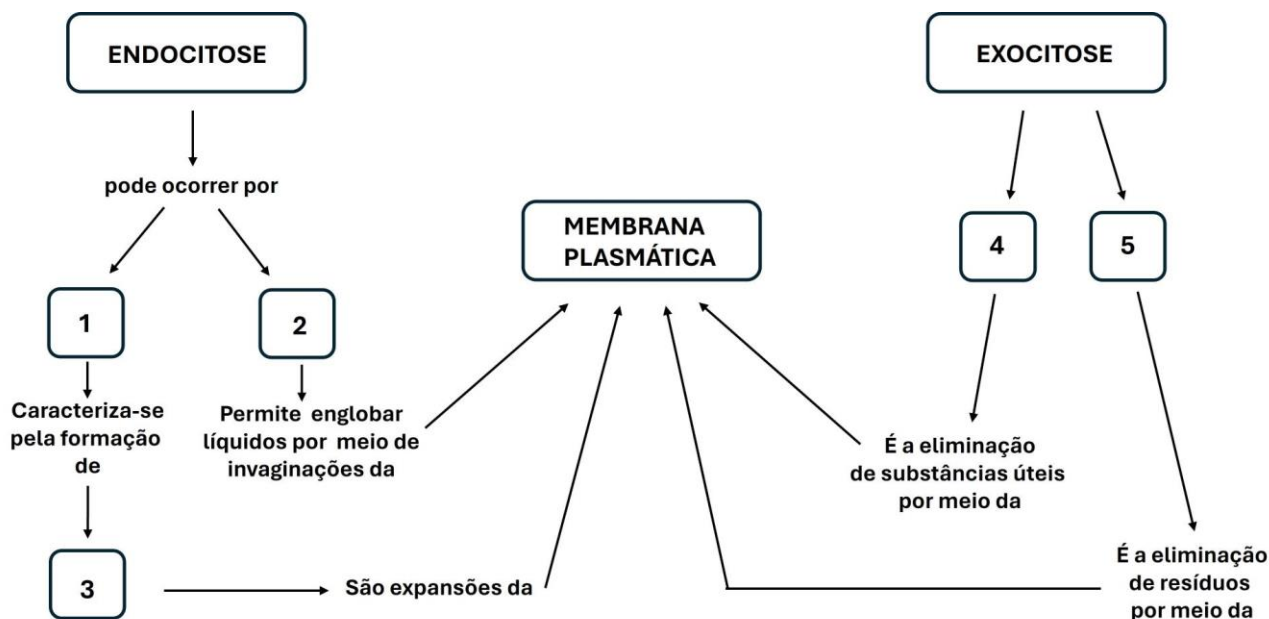 ENDOCITOSE
EXOCITOSE
pode ocorrer por
MEMBRANA
PLASMÁTICA
4
5
1
2
Caracteriza-se
pela formação
de
Permite englobar
líquidos por meio de
invaginações da
É a eliminação
de substâncias úteis
por meio da
3
São expansões da
É a eliminação
de resíduos
por meio da